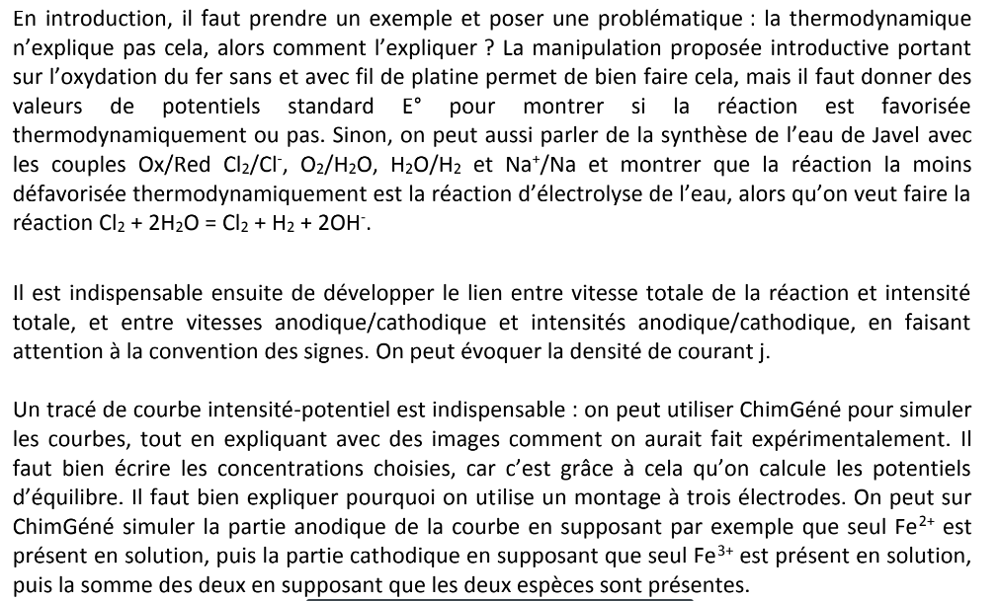 En introduction, il faut prendre un exemple et poser une problématique : la thermodynamique
n’explique pas cela, alors comment l’expliquer ? La manipulation proposée introductive portant
sur l’oxydation du fer sans et avec fil de platine permet de bien faire cela, mais il faut donner des
valeurs de potentiels standard E° pour montrer si la réaction est favorisée
thermodynamiquement ou pas. Sinon, on peut aussi parler de la synthèse de l’eau de Javel avec
les couples Ox/Red Cl₂/Cl⁻, O₂/H₂O, H₂O/H₂ et Na⁺/Na et montrer que la réaction la moins
défavorisée thermodynamiquement est la réaction d’électrolyse de l’eau, alors qu’on veut faire la
réaction Cl₂ + 2H₂O = Cl₂ + H₂ + 2OH⁻.
Il est indispensable ensuite de développer le lien entre vitesse totale de la réaction et intensité
totale, et entre vitesses anodique/cathodique et intensités anodique/cathodique, en faisant
attention à la convention des signes. On peut évoquer la densité de courant j.
Un tracé de courbe intensité-potentiel est indispensable : on peut utiliser ChimGéné pour simuler
les courbes, tout en expliquant avec des images comment on aurait fait expérimentalement. Il
faut bien écrire les concentrations choisies, car c’est grâce à cela qu’on calcule les potentiels
d’équilibre. Il faut bien expliquer pourquoi on utilise un montage à trois électrodes. On peut sur
ChimGéné simuler la partie anodique de la courbe en supposant par exemple que seul Fe²⁺ est
présent en solution, puis la partie cathodique en supposant que seul Fe³⁺ est présent en solution,
puis la somme des deux en supposant que les deux espèces sont présentes.